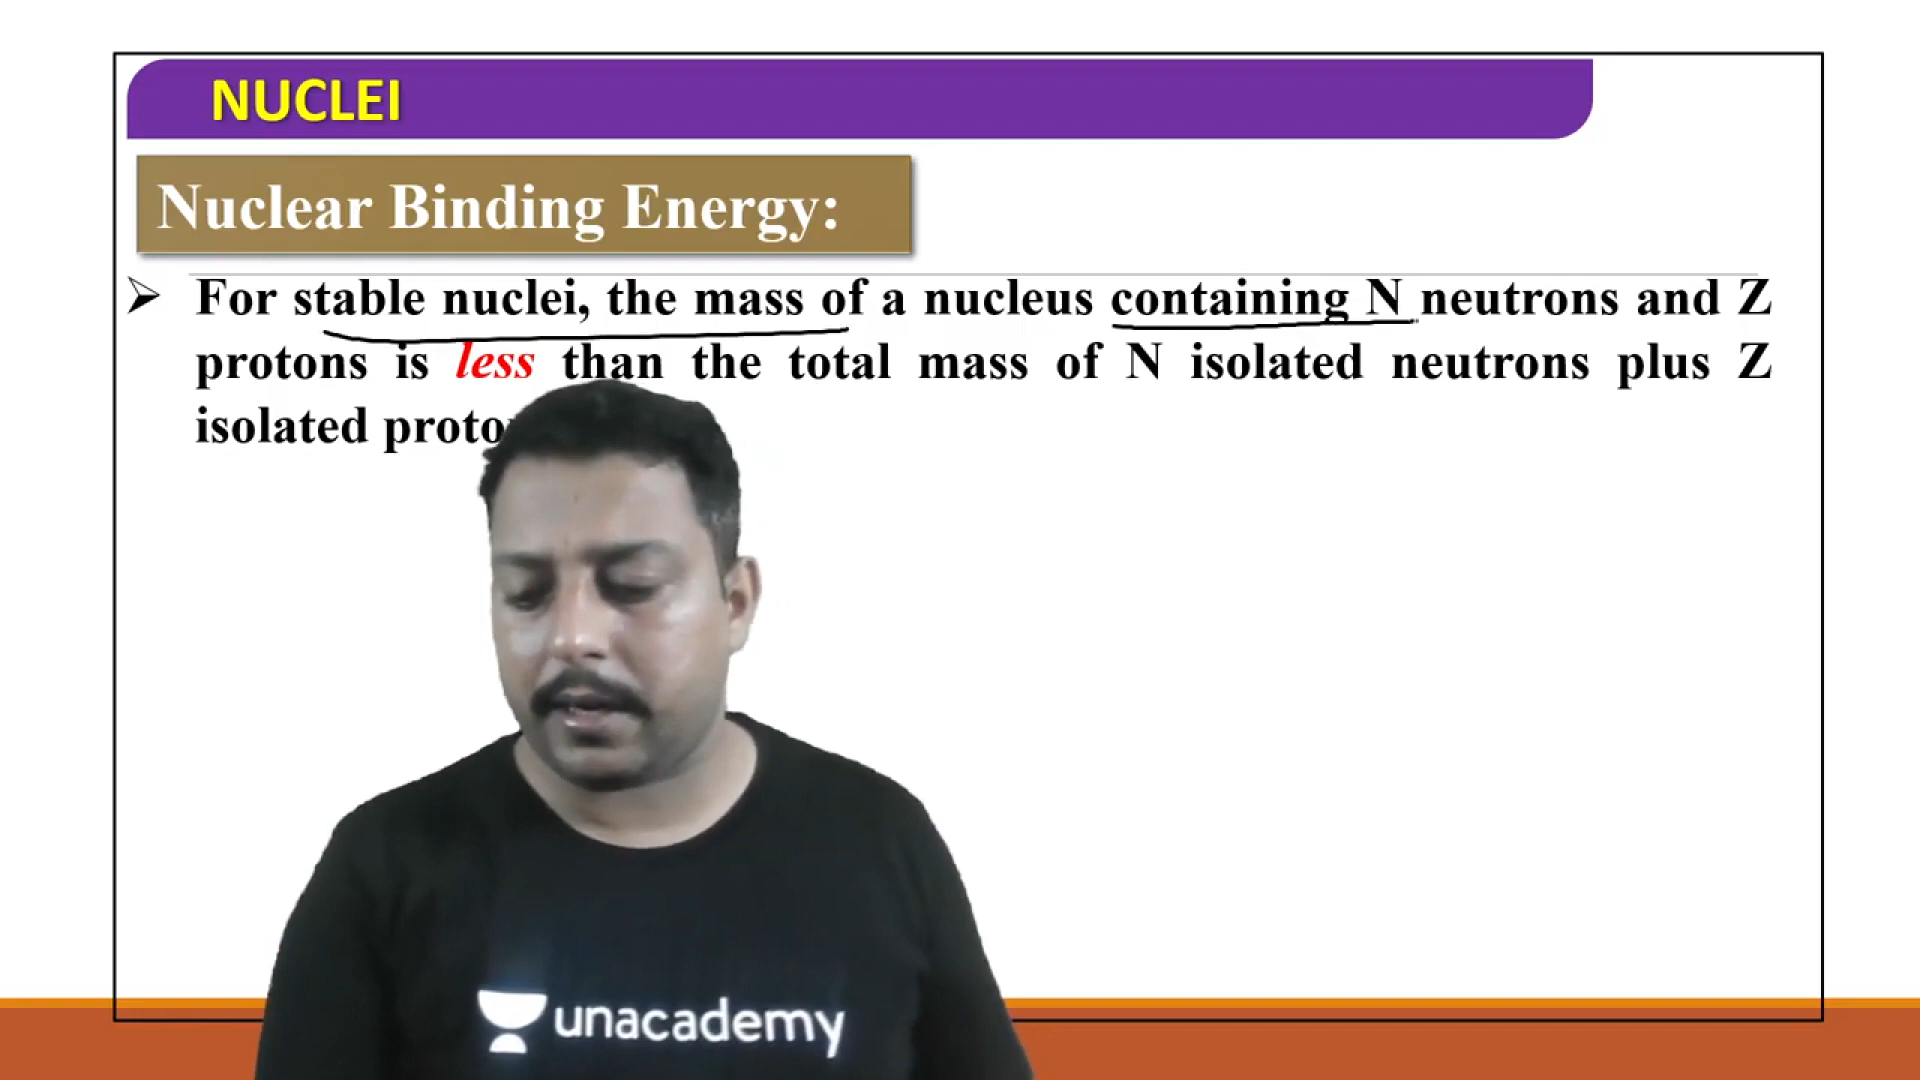 NUCLEI
Nuclear Binding Energy:
➢ For stable nuclei, the mass of a nucleus containing N neutrons and Z
protons is less than the total mass of N isolated neutrons plus Z
isolated
unacademy